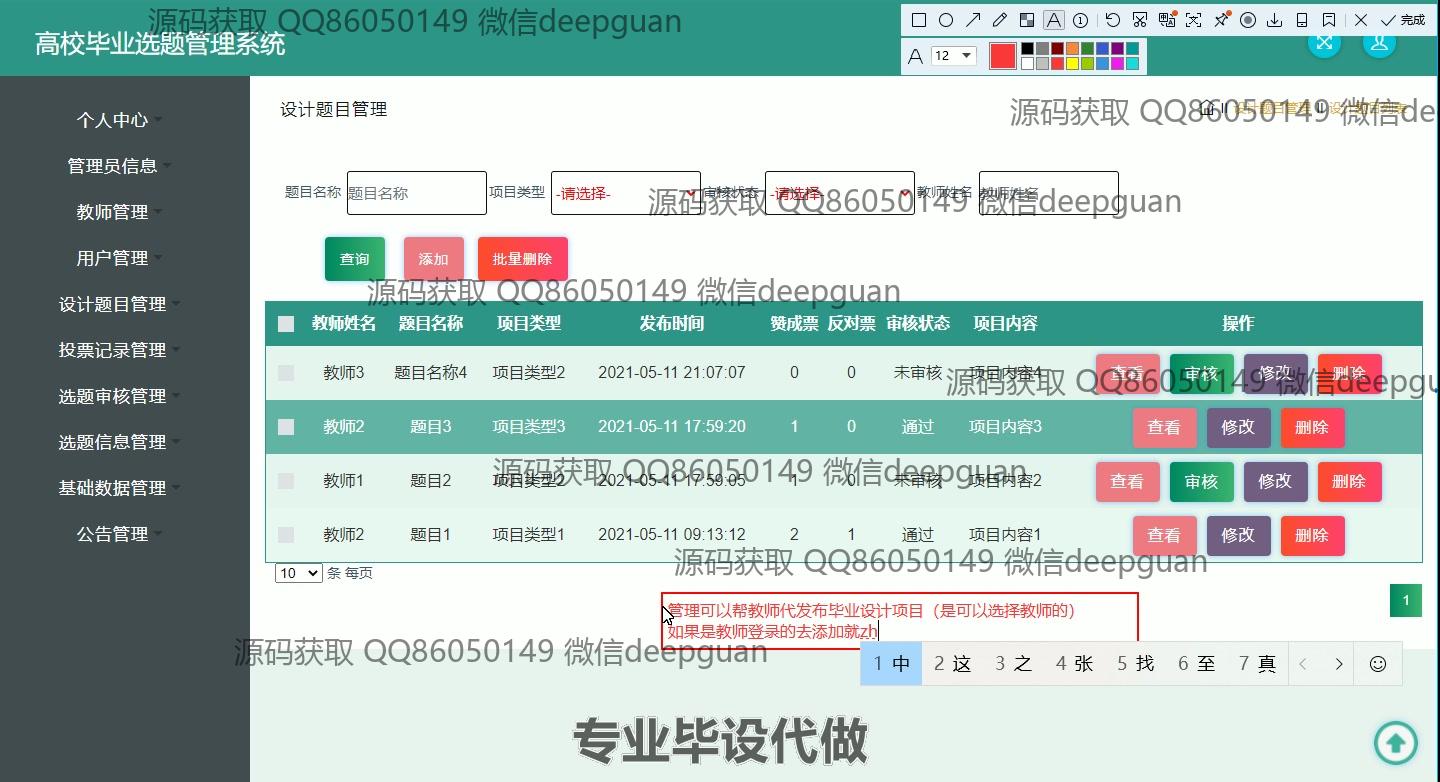 源码获取 QQ86050149 微信deepguan
高校毕业选题管理系统
完成
A 12
个人中心
管理员信息
教师管理
用户管理
设计题目管理
投票记录管理
选题审核管理
选题信息管理
基础数据管理
公告管理
设计题目管理
设计题目管理
源码获取 QQ86050149 微信de
题目名称 题目名称 项目类型 -请选择- 审核状态 -请选择- 教师姓名 教师姓名
源码获取 QQ86050149 微信deepguan
查询 添加 批量删除
源码获取 QQ86050149 微信deepguan
教师姓名 题目名称 项目类型 发布时间 赞成票 反对票 审核状态 项目内容 操作
教师3 题目名称4 项目类型2 2021-05-11 21:07:07 0 0 未审核 项目内容4 查看 审核 修改 删除
源码获取 QQ86050149 微信deepgu
教师2 题目3 项目类型3 2021-05-11 17:59:20 1 0 通过 项目内容3 查看 修改 删除
教师1 题目2 项目类型2 2021-05-11 17:59:05 1 0 未审核 项目内容2 查看 审核 修改 删除
源码获取 QQ86050149 微信deepguan
教师2 题目1 项目类型1 2021-05-11 09:13:12 2 1 通过 项目内容1 查看 修改 删除
源码获取 QQ86050149 微信deepguan
10 条 每页
1
管理可以帮教师代发布毕业设计项目（是可以选择教师的）
如果是教师登录的去添加就zh
源码获取 QQ86050149 微信deepguan
1 中 2 这 3 之 4 张 5 找 6 至 7 真
专业毕设代做